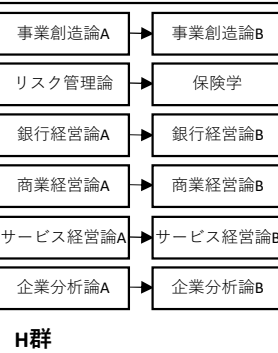 事業創造論A 事業創造論B
リスク管理論 保険学
銀行経営論A 銀行経営論B
商業経営論A 商業経営論B
サービス経営論A サービス経営論B
企業分析論A 企業分析論B
H群